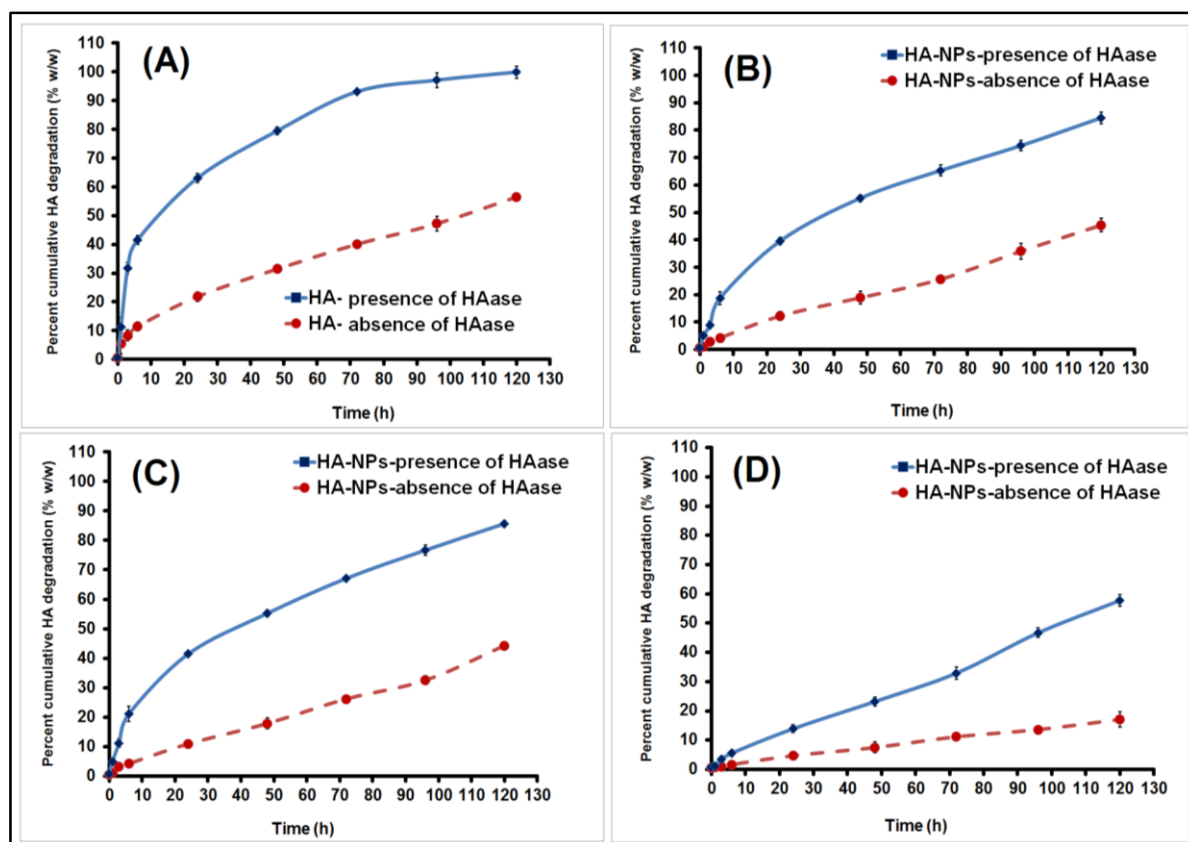 (A)
Percent cumulative HA degradation (% w/w)
110
100
90
80
70
60
50
40
30
20
10
0
HA- presence of HAase
HA- absence of HAase
0 10 20 30 40 50 60 70 80 90 100 110 120 130
Time (h)
(B)
Percent cumulative HA degradation (% w/w)
110
100
90
80
70
60
50
40
30
20
10
0
HA-NPs-presence of HAase
HA-NPs-absence of HAase
0 10 20 30 40 50 60 70 80 90 100 110 120 130
Time (h)
(C)
Percent cumulative HA degradation (% w/w)
110
100
90
80
70
60
50
40
30
20
10
0
HA-NPs-presence of HAase
HA-NPs-absence of HAase
0 10 20 30 40 50 60 70 80 90 100 110 120 130
Time (h)
(D)
Percent cumulative HA degradation (% w/w)
110
100
90
80
70
60
50
40
30
20
10
0
HA-NPs-presence of HAase
HA-NPs-absence of HAase
0 10 20 30 40 50 60 70 80 90 100 110 120 130
Time (h)